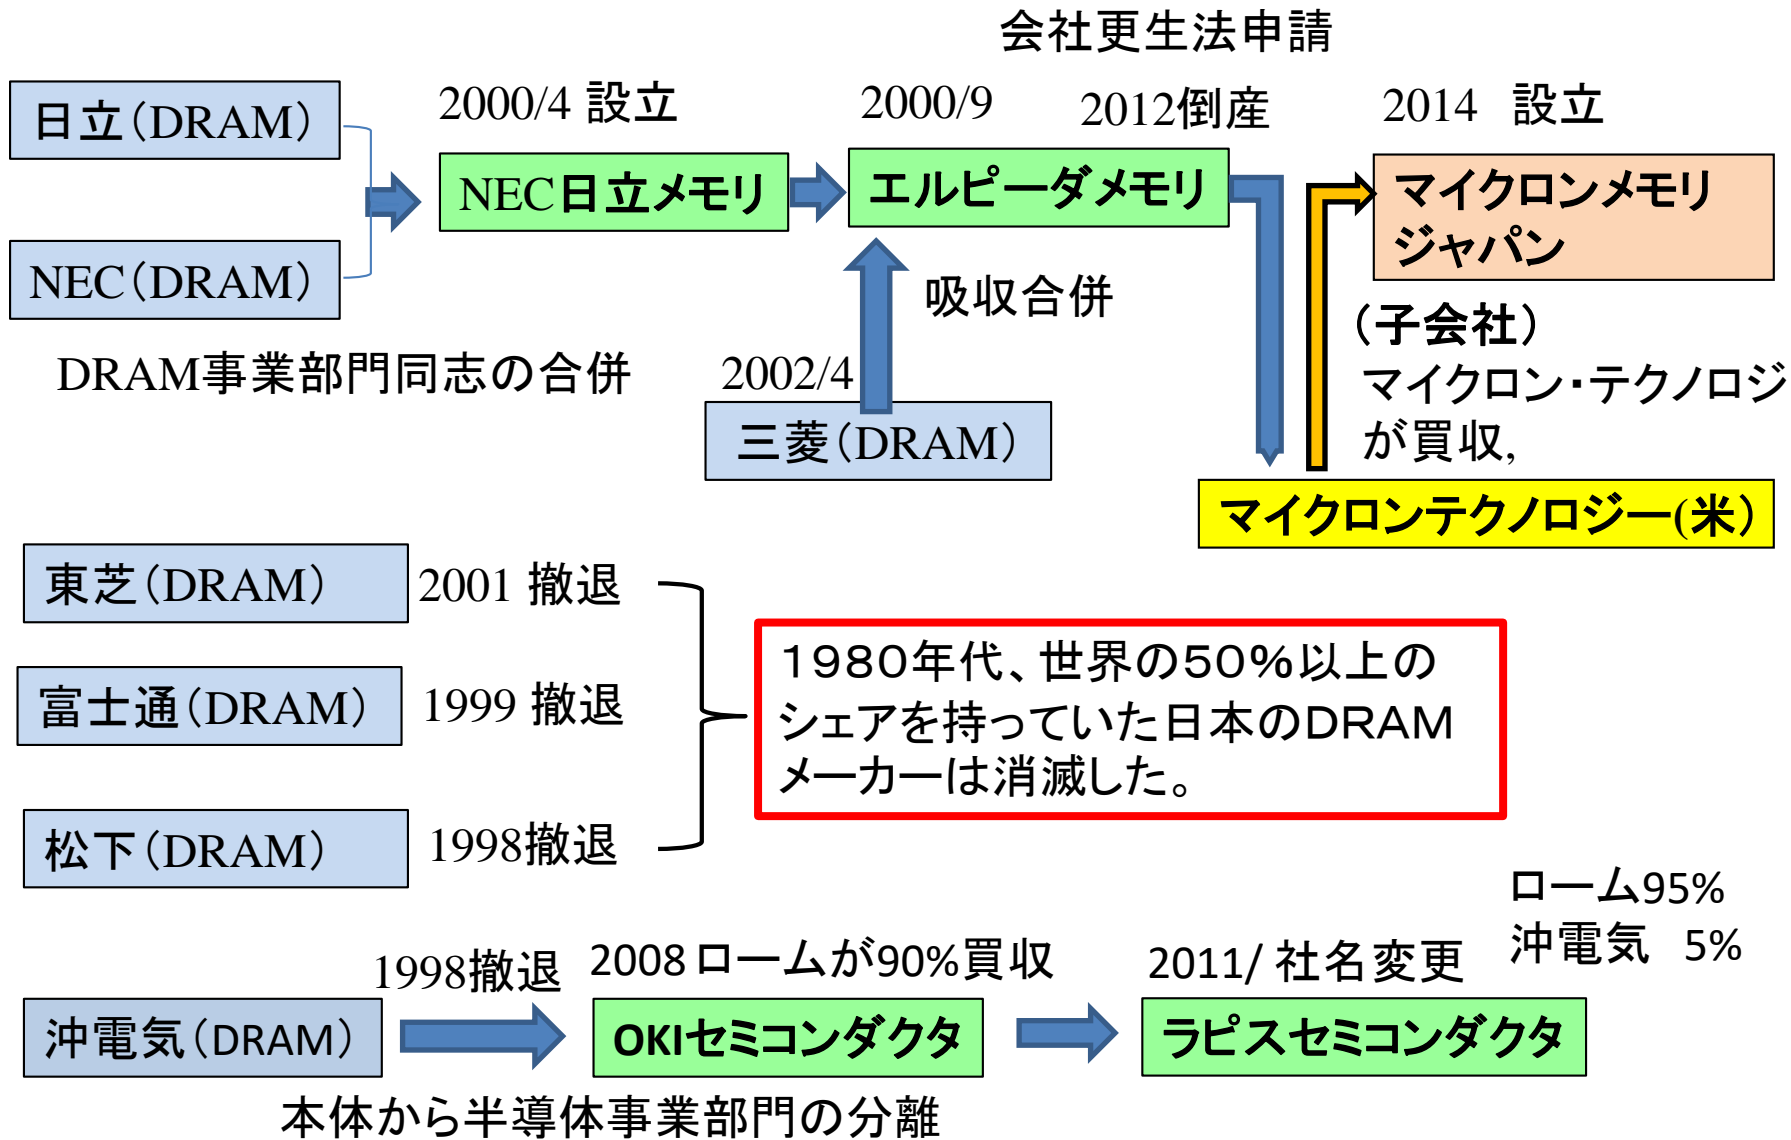 会社更生法申請
日立（DRAM）
2000/4 設立
2000/9
2012倒産
2014 設立
NEC日立メモリ
エルピーダメモリ
マイクロンメモリ
ジャパン
NEC（DRAM）
吸収合併
（子会社）
DRAM事業部門同志の合併
2002/4
マイクロン・テクノロジ
が買収,
三菱（DRAM）
マイクロンテクノロジー(米）
東芝（DRAM）
2001 撤退
富士通（DRAM）
1999 撤退
松下（DRAM）
1998撤退
１９８０年代、世界の５０％以上の
シェアを持っていた日本のＤＲＡＭ
メーカーは消滅した。
ローム95%
沖電気 5%
1998撤退
2008 ロームが90%買収
2011/ 社名変更
沖電気（DRAM）
OKIセミコンダクタ
ラピスセミコンダクタ
本体から半導体事業部門の分離